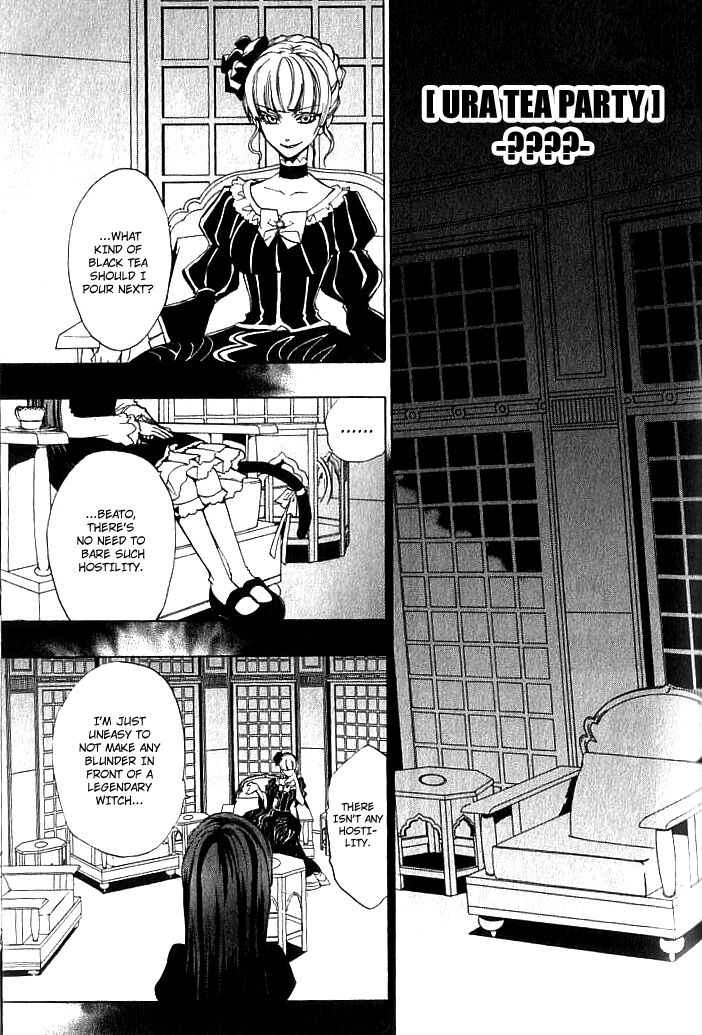 [ URA TEA PARTY ]
-????-
...WHAT
KIND OF
BLACK TEA
SHOULD I
POUR NEXT?
......
...BEATO,
THERE'S
NO NEED TO
BARE SUCH
HOSTILITY.
THERE
ISN'T ANY
HOSTI-
LITY.
I'M JUST
UNEASY TO
NOT MAKE ANY
BLUNDER IN
FRONT OF A
LEGENDARY
WITCH...